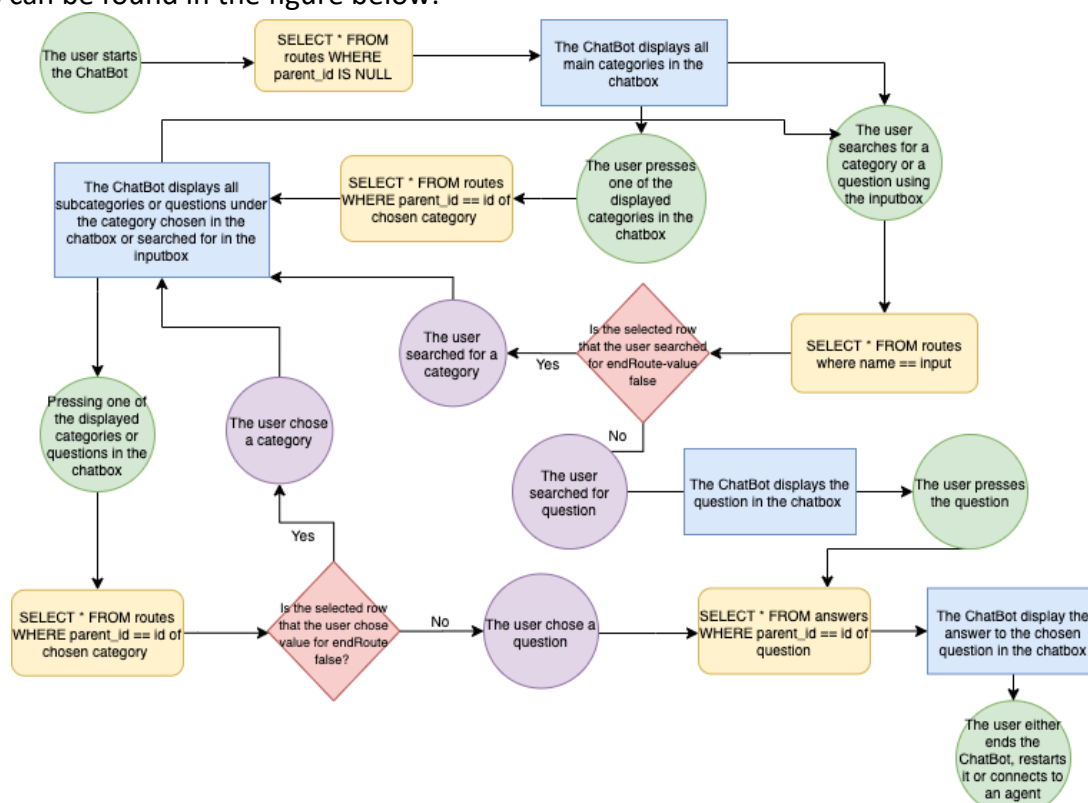 can be found in the figure below.
The user starts
the ChatBot
SELECT * FROM
routes WHERE
parent_id IS NULL
The ChatBot displays all
main categories in the
chatbox
The user
searches for a
category or a
question using
the inputbox
The user presses
one of the
displayed
categories in the
chatbox
SELECT * FROM routes
WHERE parent_id == id of
chosen category
The ChatBot displays all
subcategories or questions under
the category chosen in the
chatbox or searched for in the
inputbox
SELECT * FROM routes
where name == input
Is the selected row
that the user searched
for endRoute-value
false
Yes
The user
searched for a
category
No
Pressing one of
the displayed
categories or
questions in the
chatbox
The user chose
a category
The user
searched for
question
The ChatBot displays the
question in the chatbox
The user presses
the question
Yes
SELECT * FROM routes
WHERE parent_id == id of
chosen category
Is the selected row
that the user chose
value for endRoute
false?
No
The user chose a
question
SELECT * FROM answers
WHERE parent_id == id of
question
The ChatBot display the
answer to the chosen
question in the chatbox
The user either
ends the
ChatBot, restarts
it or connects to
an agent